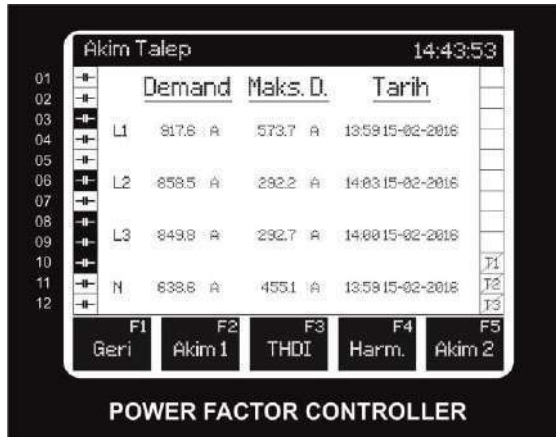 Akim Talep 14:43:53
Demand Maks. D. Tarih
L1 917.6 A 573.7 A 13:59 15-02-2016
L2 858.5 A 292.2 A 14:03 15-02-2016
L3 849.8 A 292.7 A 14:00 15-02-2016
N 638.6 A 455.1 A 13:59 15-02-2016
01
02
03
04
05
06
07
08
09
10
11
12
T1
T2
T3
F1 F2 F3 F4 F5
Geri Akim 1 THDI Harm. Akim 2
POWER FACTOR CONTROLLER